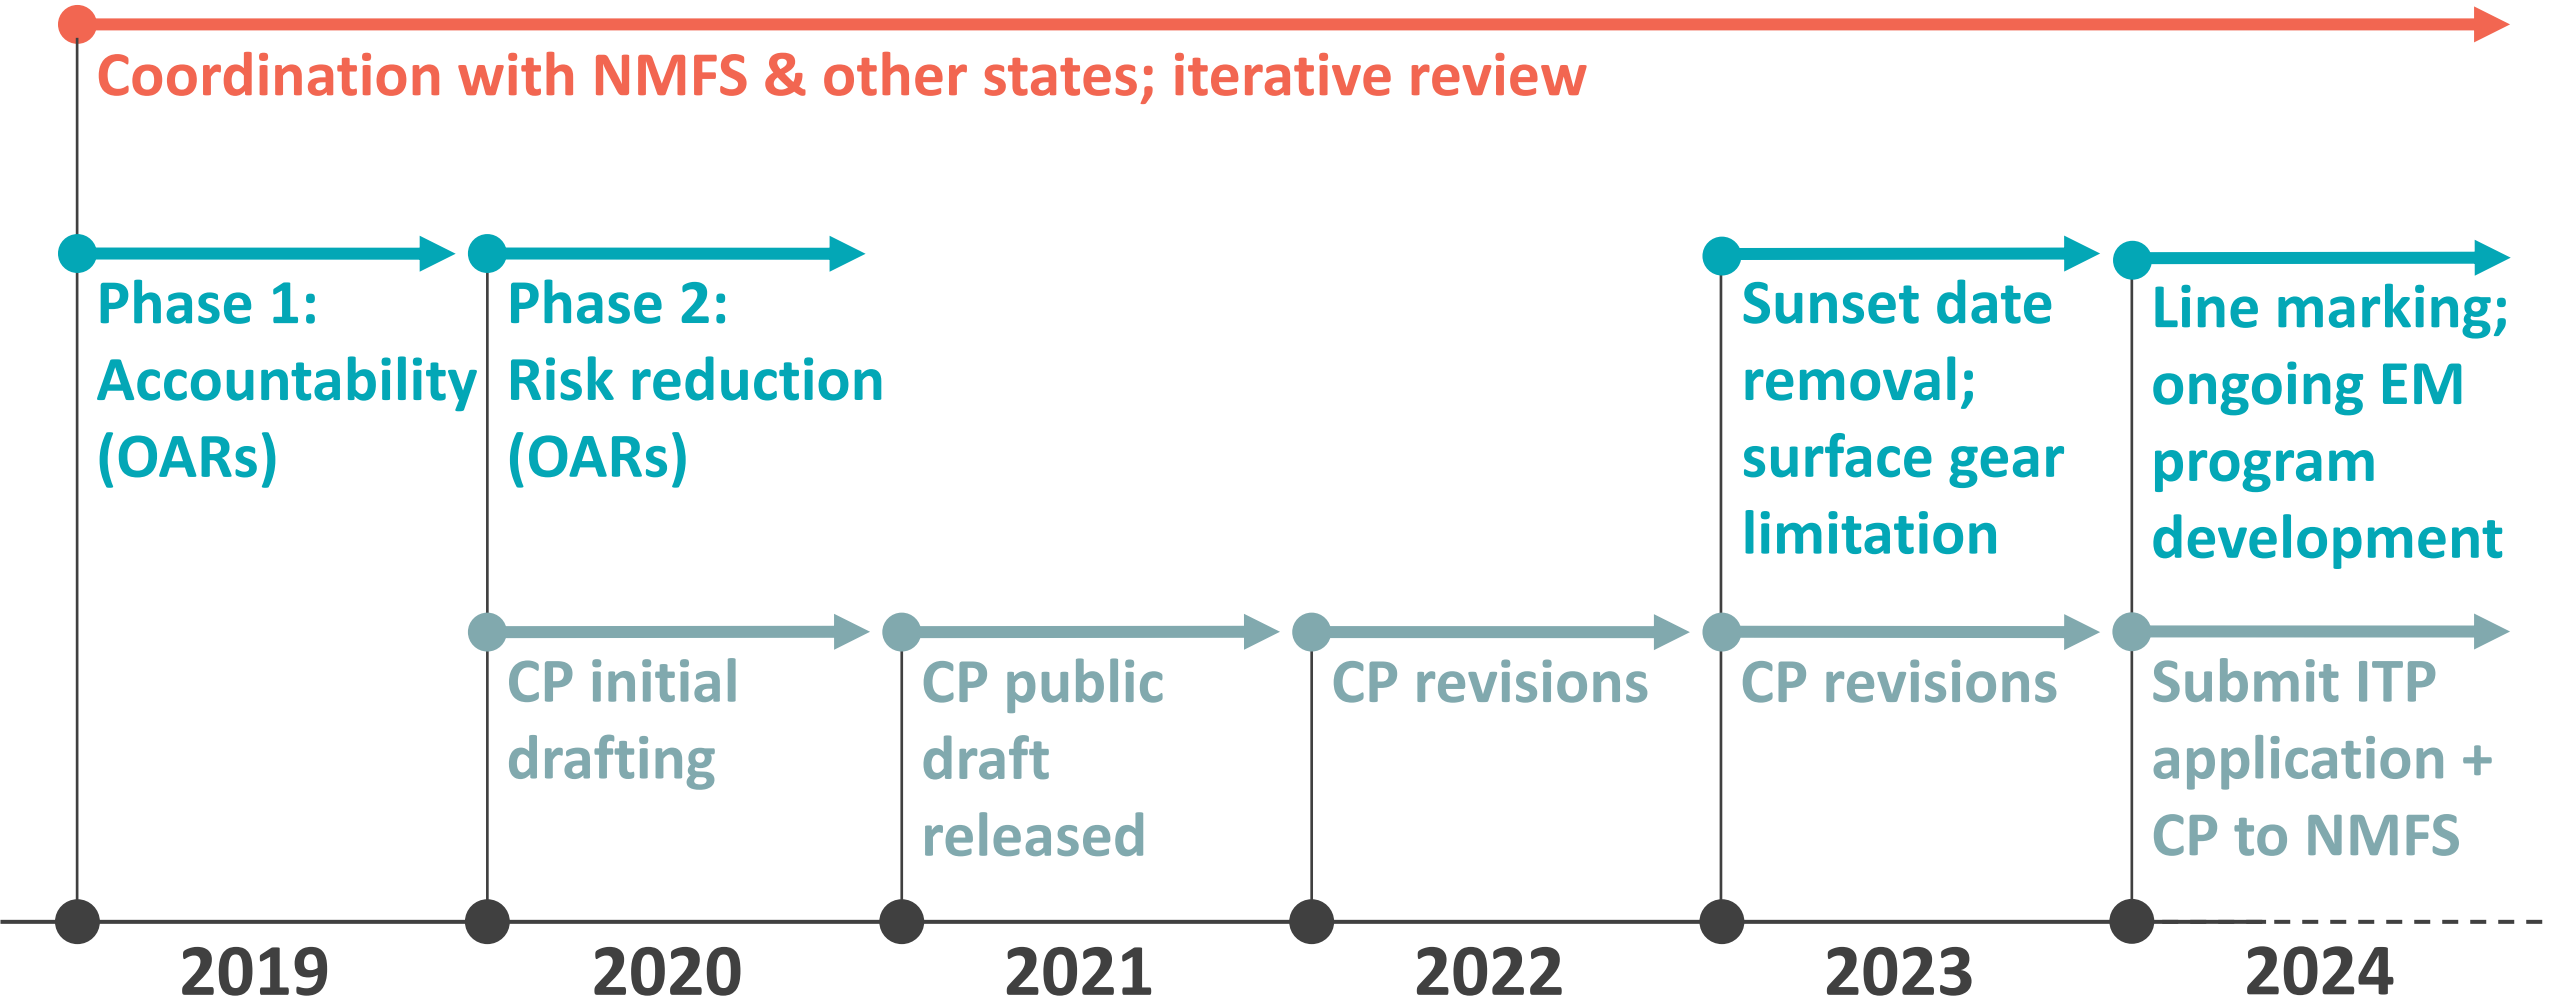 Coordination with NMFS & other states; iterative review
Phase 1:
Accountability
(OARs)
Phase 2:
Risk reduction
(OARs)
Sunset date
removal;
surface gear
limitation
Line marking;
ongoing EM
program
development
CP initial
drafting
CP public
draft
released
CP revisions
CP revisions
Submit ITP
application +
CP to NMFS
2019
2020
2021
2022
2023
2024